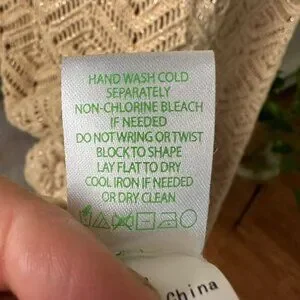 HAND WASH COLD
SEPARATELY
NON-CHLORINE BLEACH
IF NEEDED
DO NOT WRING OR TWIST
BLOCK TO SHAPE
LAY FLAT TO DRY
COOL IRON IF NEEDED
OR DRY CLEAN
China